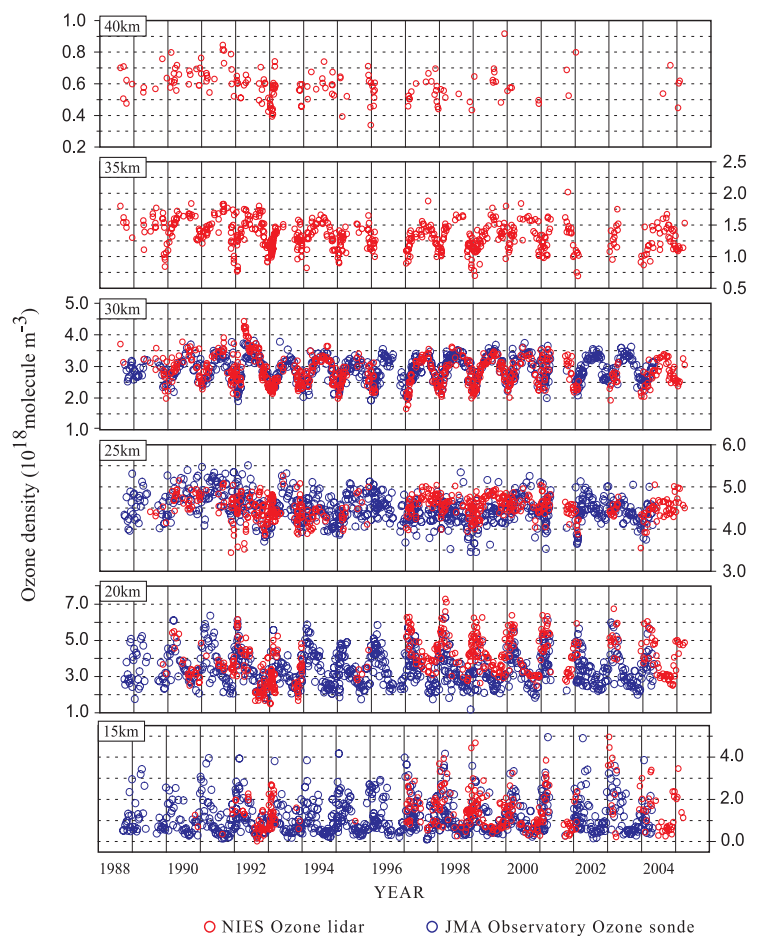 40km
1.0
0.8
0.6
0.4
0.2
35km
2.5
2.0
1.5
1.0
0.5
30km
5.0
4.0
3.0
2.0
1.0
25km
6.0
5.0
4.0
3.0
20km
7.0
5.0
3.0
1.0
15km
4.0
2.0
0.0
Ozone density (10^18 molecule m^-3)
1988 1990 1992 1994 1996 1998 2000 2002 2004
YEAR
NIES Ozone lidar JMA Observatory Ozone sonde